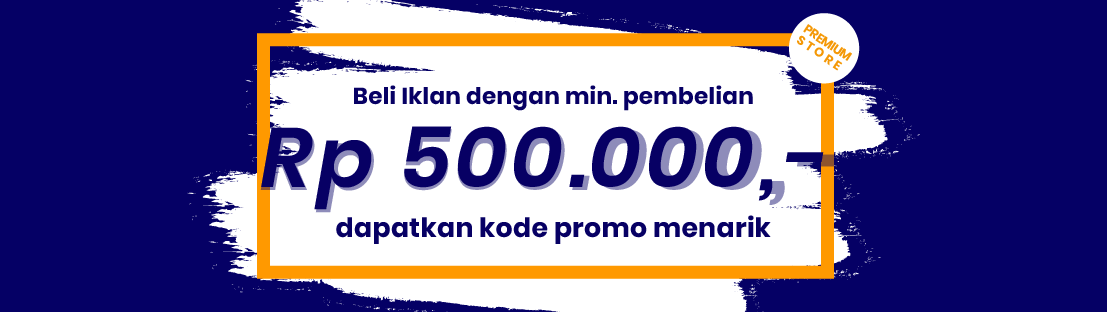 PREMIUM
STORE
Beli Iklan dengan min. pembelian
Rp 500.000,-
dapatkan kode promo menarik